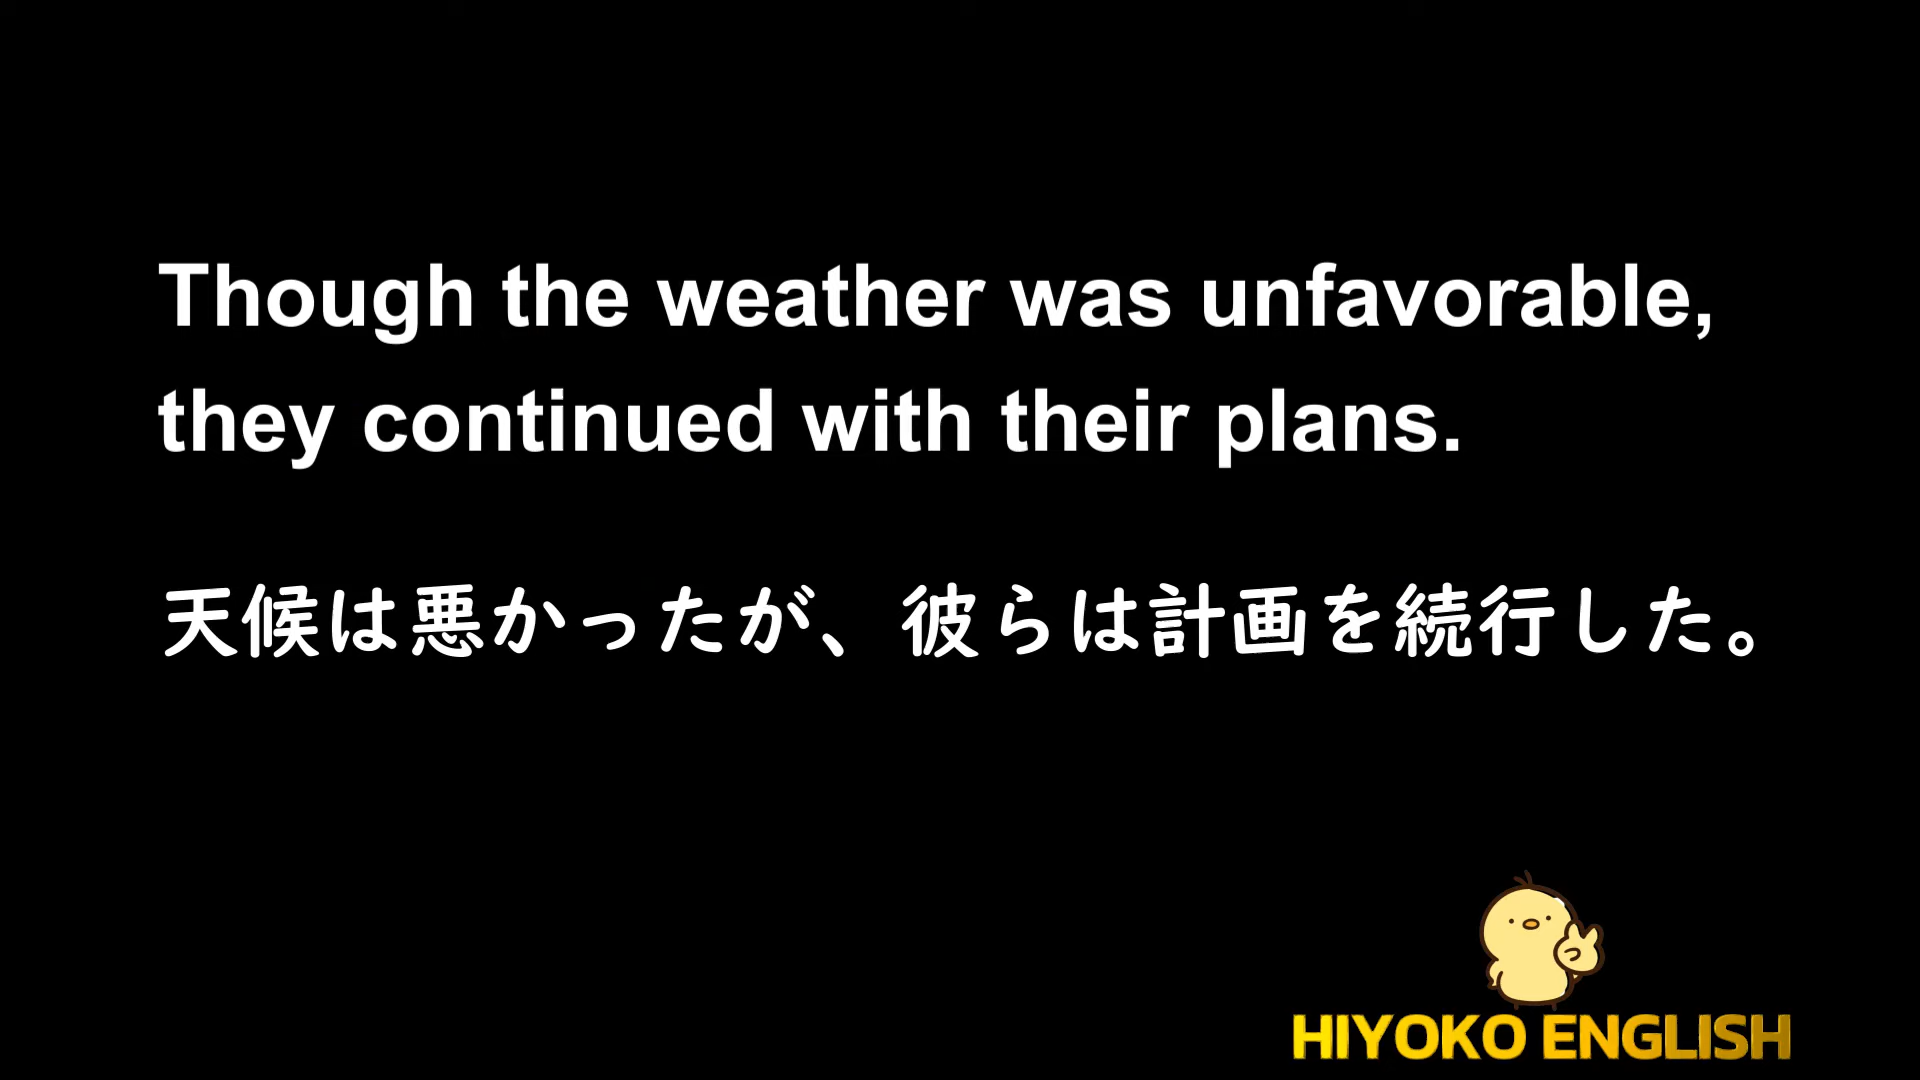 Though the weather was unfavorable,
they continued with their plans.
天候は悪かったが、彼らは計画を続行した。
HIYOKO ENGLISH